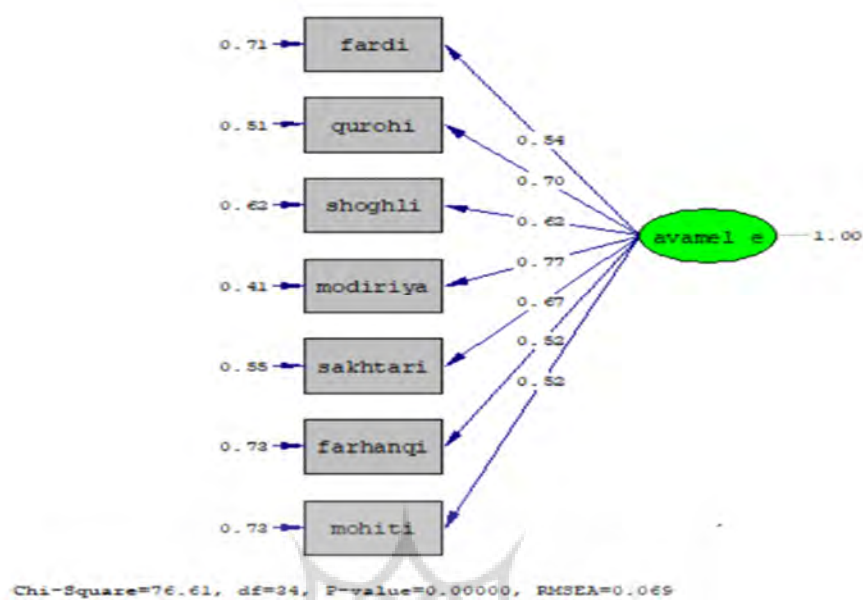 0.71 fardi
0.54
0.51 qurohi
0.70
0.62 shoghli
0.62
avamel e 1.00
0.77
0.41 modiriya
0.67
0.55 sakhtari
0.52
0.52
0.73 farhanqi
0.73 mohiti
Chi-Square=76.61, df=34, P-value=0.00000, RMSEA=0.069